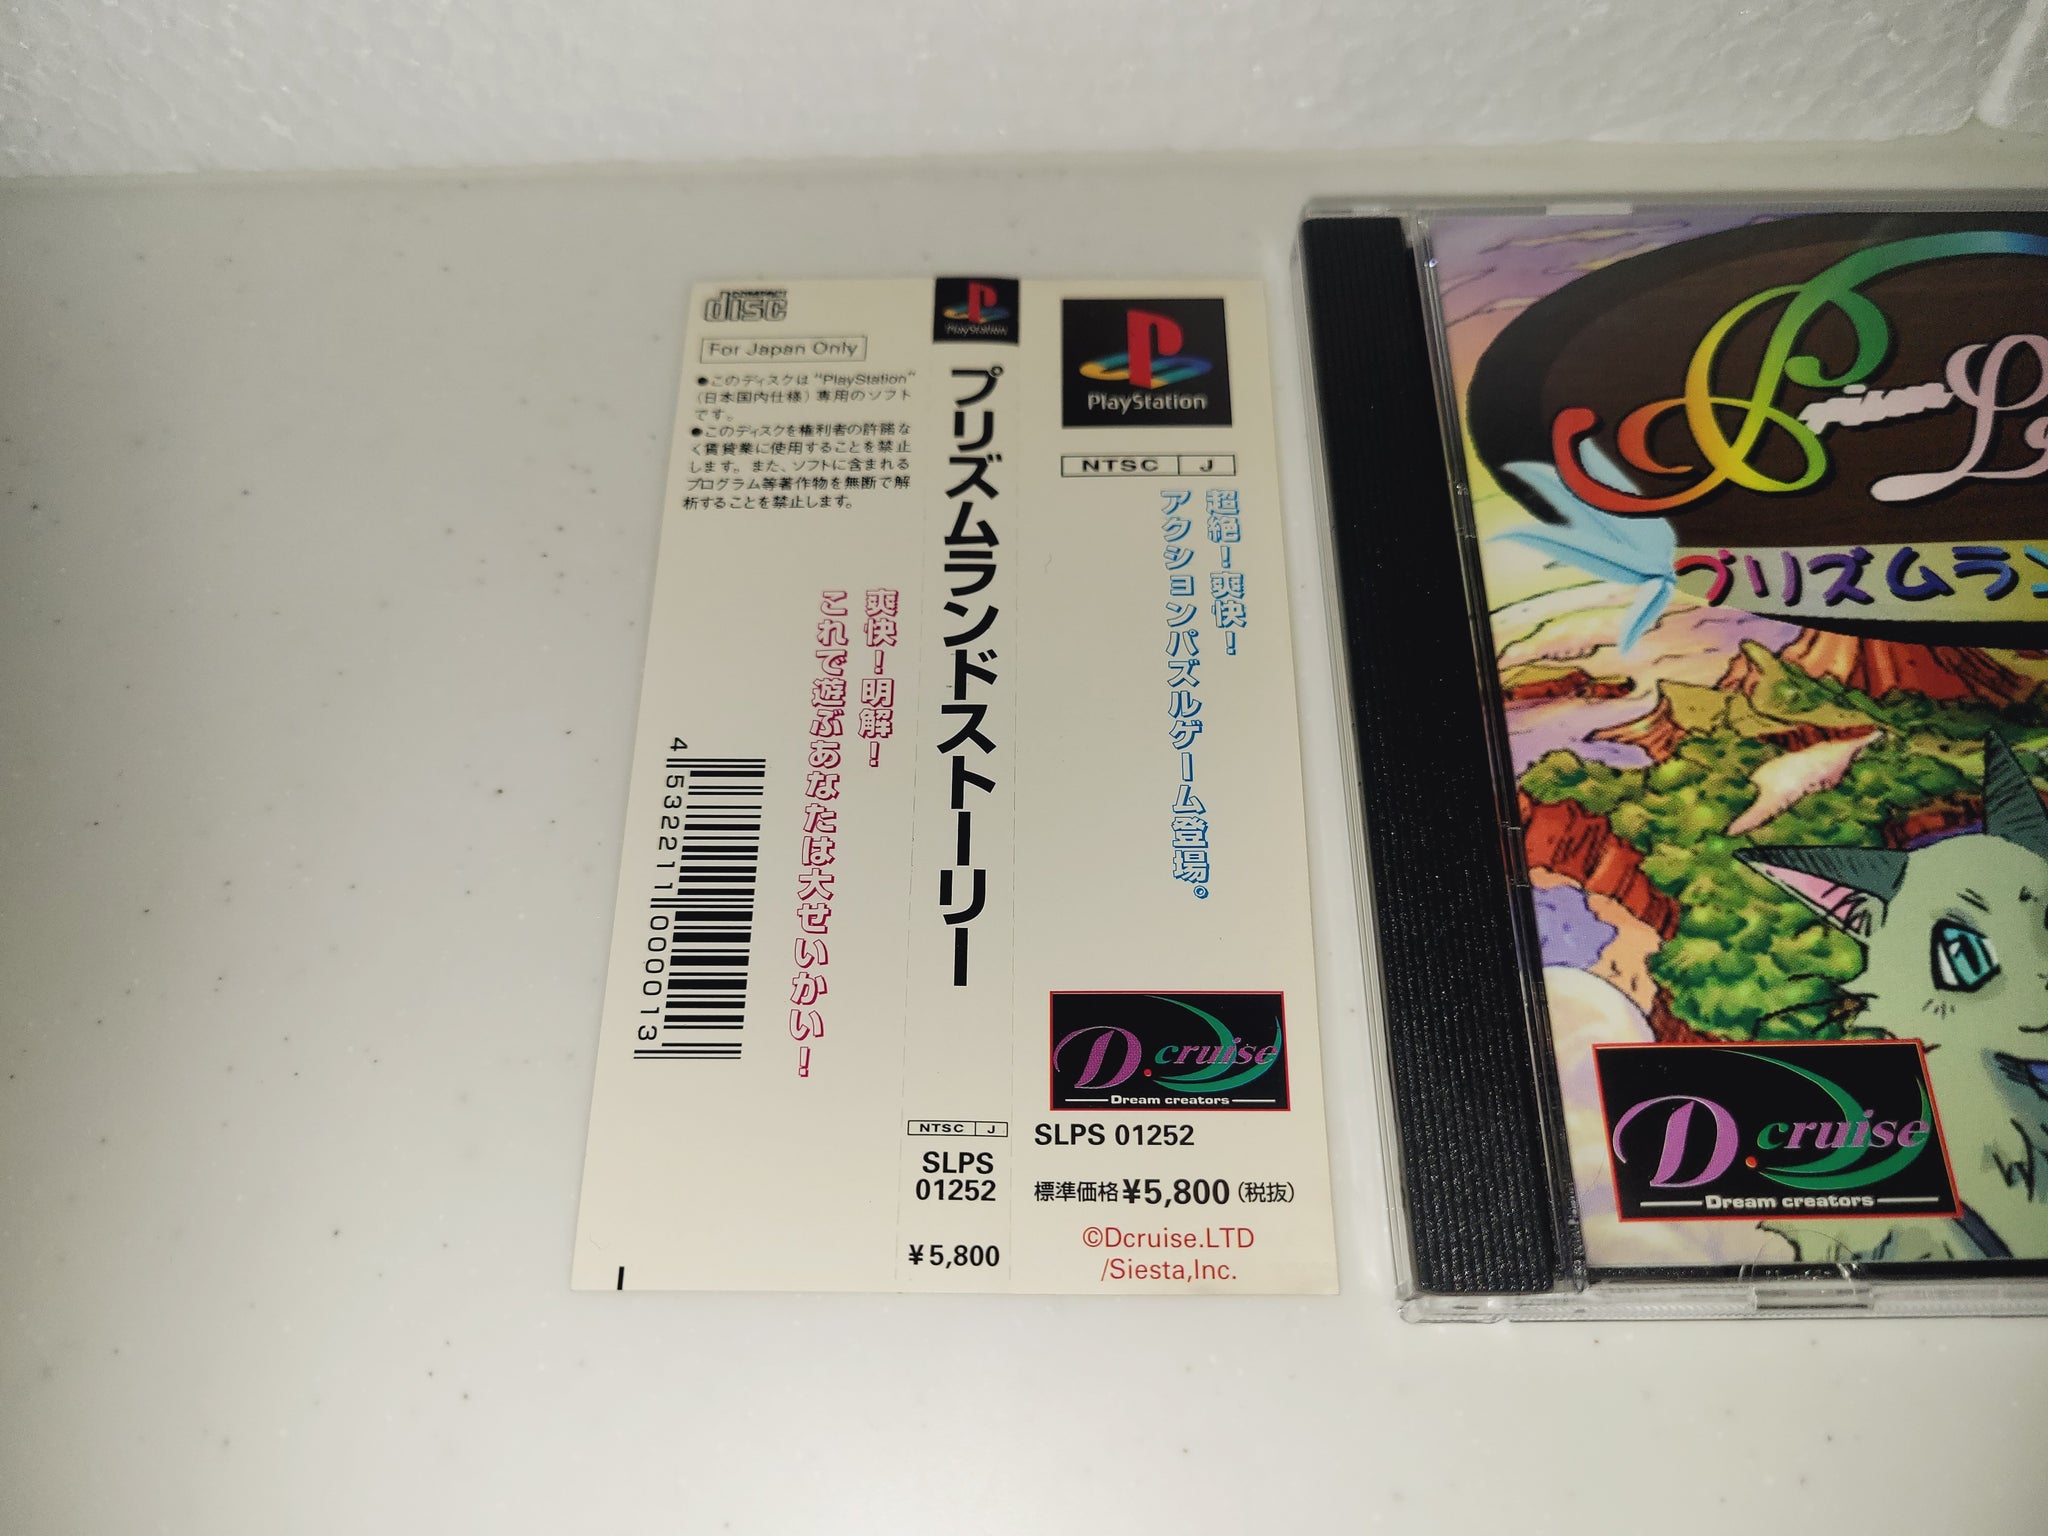 COMPACT
disc
For Japan Only
●このディスクは"PlayStation"
(日本国内仕様)専用のソフト
です。
●このディスクを権利者の許諾な
く賃貸業に使用することを禁止
します。また、ソフトに含まれる
プログラム等著作物を無断で解
析することを禁止します。
爽快!明解!
これで遊ぶあなたは大せいかい!
4 532211 000013
PlayStation
プリズムランドストーリー
NTSC J
SLPS
01252
¥5,800
PlayStation
NTSC J
超絶!爽快!
アクションパズルゲーム登場。
D.cruise
Dream creators
SLPS 01252
標準価格¥5,800(税抜)
©Dcruise.LTD
/Siesta,Inc.
プリズムラン
D.cruise
Dream creators